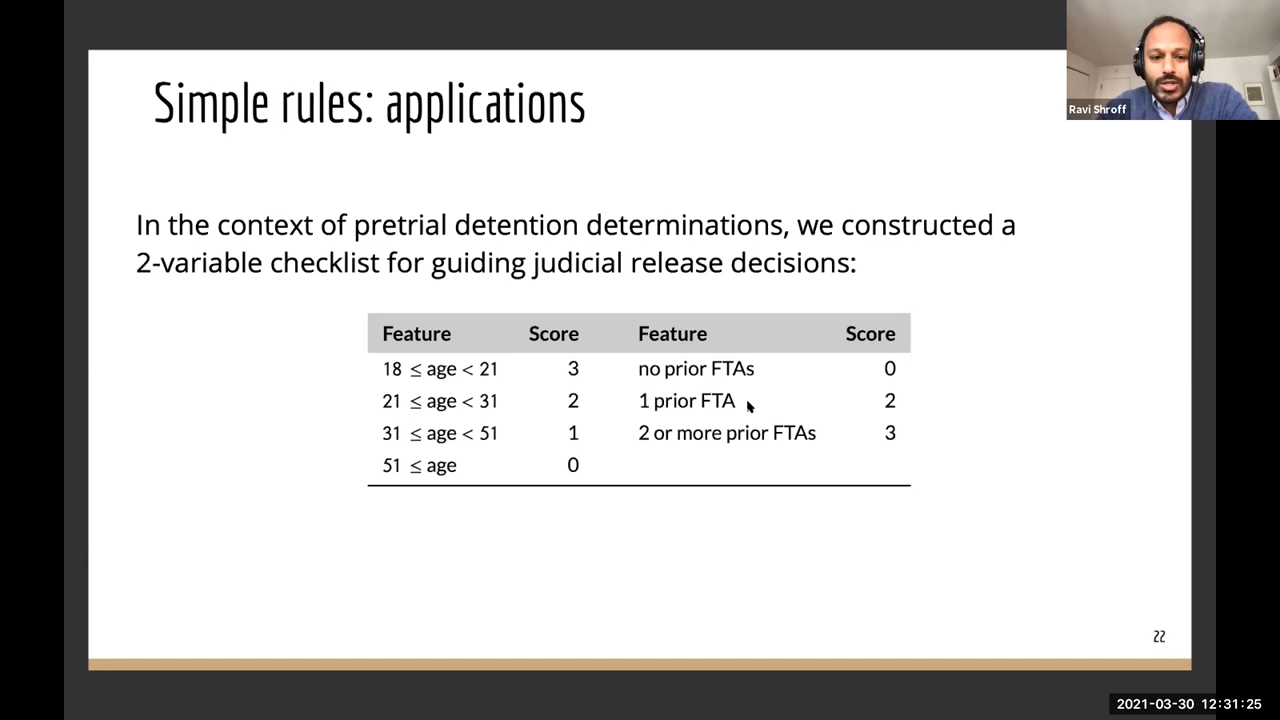 Simple rules: applications
Ravi Shroff
In the context of pretrial detention determinations, we constructed a
2-variable checklist for guiding judicial release decisions:
Feature Score Feature Score
18 ≤ age < 21 3 no prior FTAs 0
21 ≤ age < 31 2 1 prior FTA 2
31 ≤ age < 51 1 2 or more prior FTAs 3
51 ≤ age 0
22
2021-03-30 12:31:25